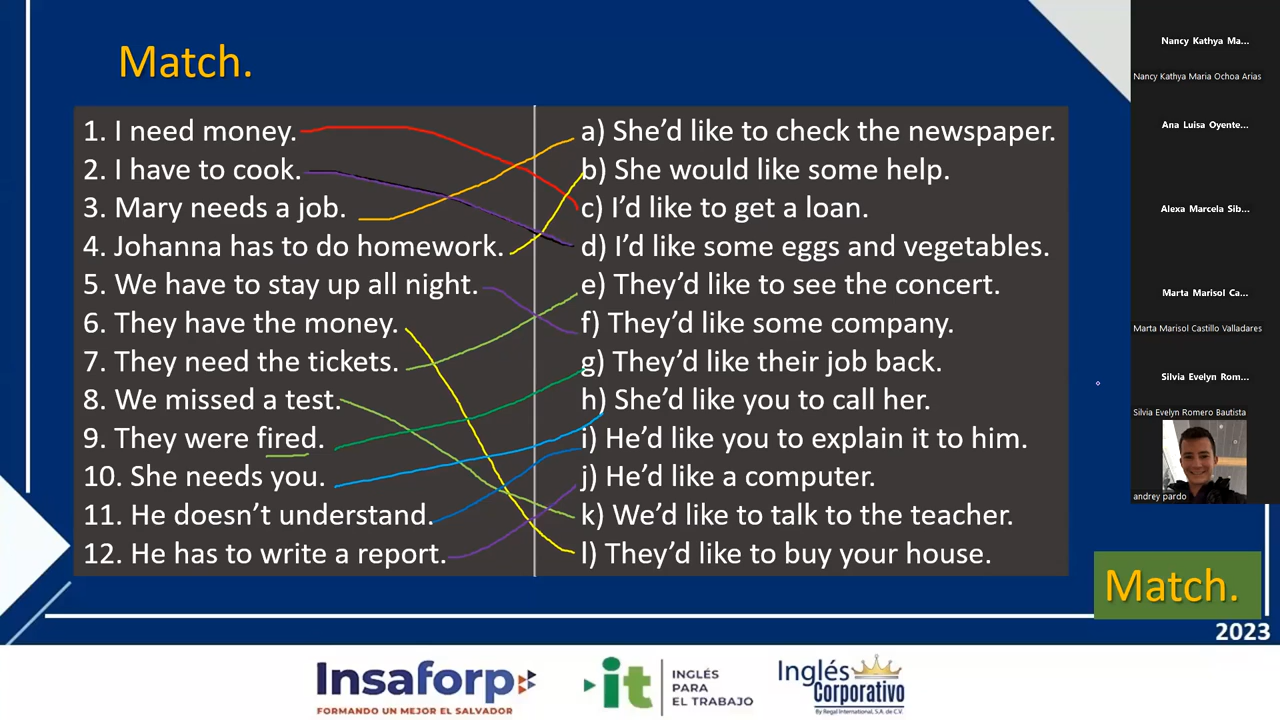 Match.
1. I need money.
2. I have to cook.
3. Mary needs a job.
4. Johanna has to do homework.
5. We have to stay up all night.
6. They have the money.
7. They need the tickets.
8. We missed a test.
9. They were fired.
10. She needs you.
11. He doesn't understand.
12. He has to write a report.
a) She'd like to check the newspaper.
b) She would like some help.
c) I'd like to get a loan.
d) I'd like some eggs and vegetables.
e) They'd like to see the concert.
f) They'd like some company.
g) They'd like their job back.
h) She'd like you to call her.
i) He'd like you to explain it to him.
j) He'd like a computer.
k) We'd like to talk to the teacher.
l) They'd like to buy your house.
Nancy Kathya Ma...
Nancy Kathya Maria Ochoa Arias
Ana Luisa Oyente...
Alexa Marcela Sib...
Marta Marisol Ca...
Marta Marisol Castillo Valladares
Silvia Evelyn Rom...
Silvia Evelyn Romero Bautista
andrey pardo
Match.
2023
Insaforp
FORMANDO UN MEJOR EL SALVADOR
it
INGLÉS
PARA
EL TRABAJO
Inglés
Corporativo
By Regal International, S.A. de C.V.